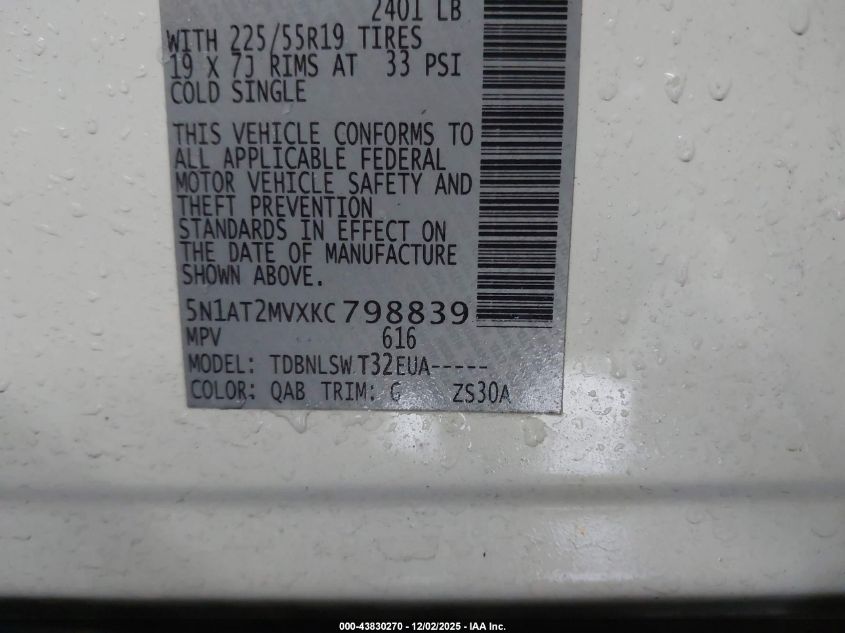 2401 LB
WITH 225/55R19 TIRES
19 X 7J RIMS AT 33 PSI
COLD SINGLE
THIS VEHICLE CONFORMS TO
ALL APPLICABLE FEDERAL
MOTOR VEHICLE SAFETY AND
THEFT PREVENTION
STANDARDS IN EFFECT ON
THE DATE OF MANUFACTURE
SHOWN ABOVE.
5N1AT2MVXKC798839
MPV 616
MODEL: TDBNLSW T32EUA-----
COLOR: QAB TRIM: G ZS30A
000-43830270 - 12/02/2025 - IAA Inc.